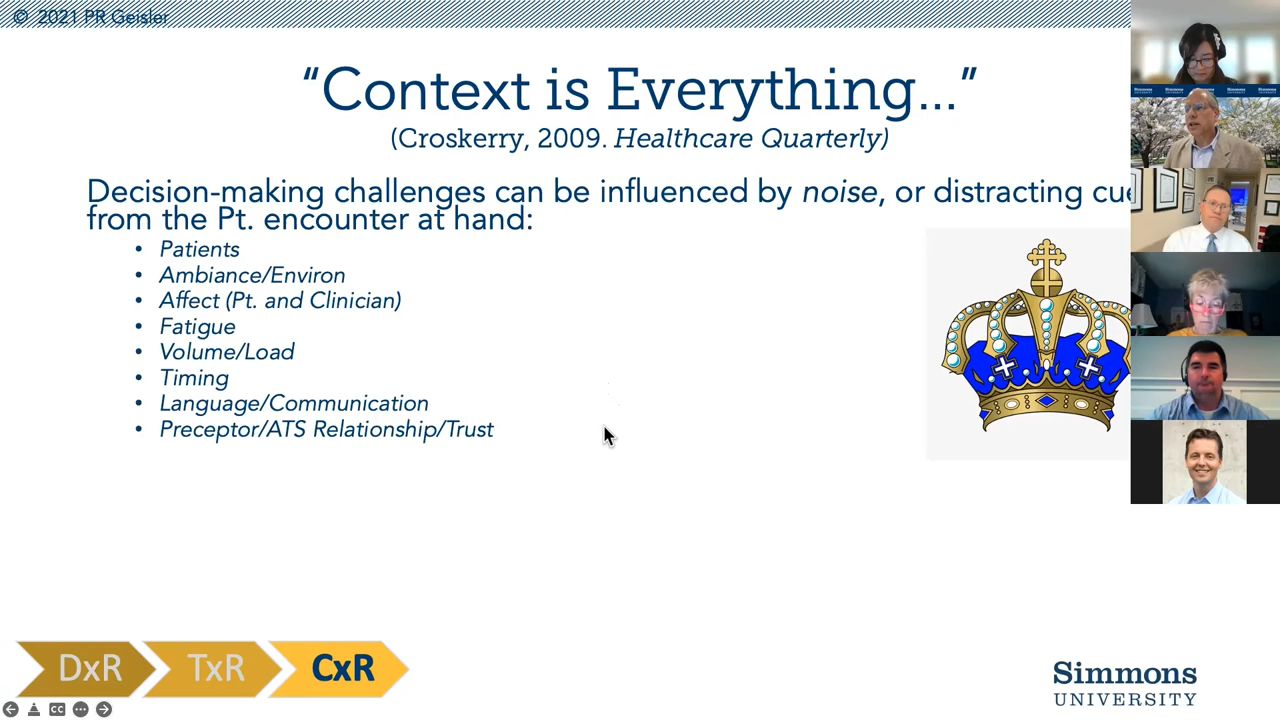 © 2021 PR Geisler
“Context is Everything...”
(Croskerry, 2009. Healthcare Quarterly)
Decision-making challenges can be influenced by noise, or distracting cue
from the Pt. encounter at hand:
• Patients
• Ambiance/Environ
• Affect (Pt. and Clinician)
• Fatigue
• Volume/Load
• Timing
• Language/Communication
• Preceptor/ATS Relationship/Trust
DxR
TxR
CxR
CC
Simmons
UNIVERSITY